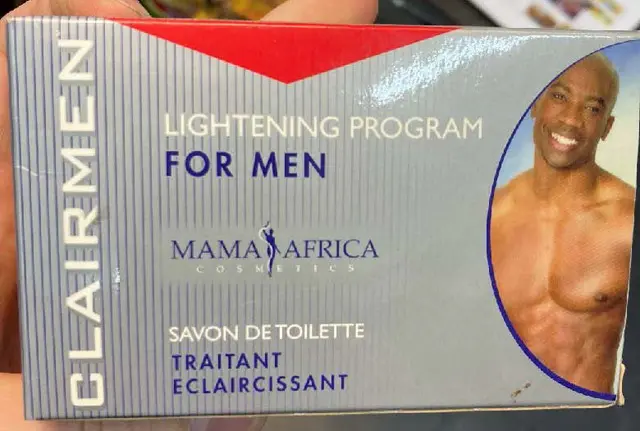 CLAIRMEN
LIGHTENING PROGRAM
FOR MEN
MAMA AFRICA
COSMETICS
SAVON DE TOILETTE
TRAITANT
ECLAIRCISSANT